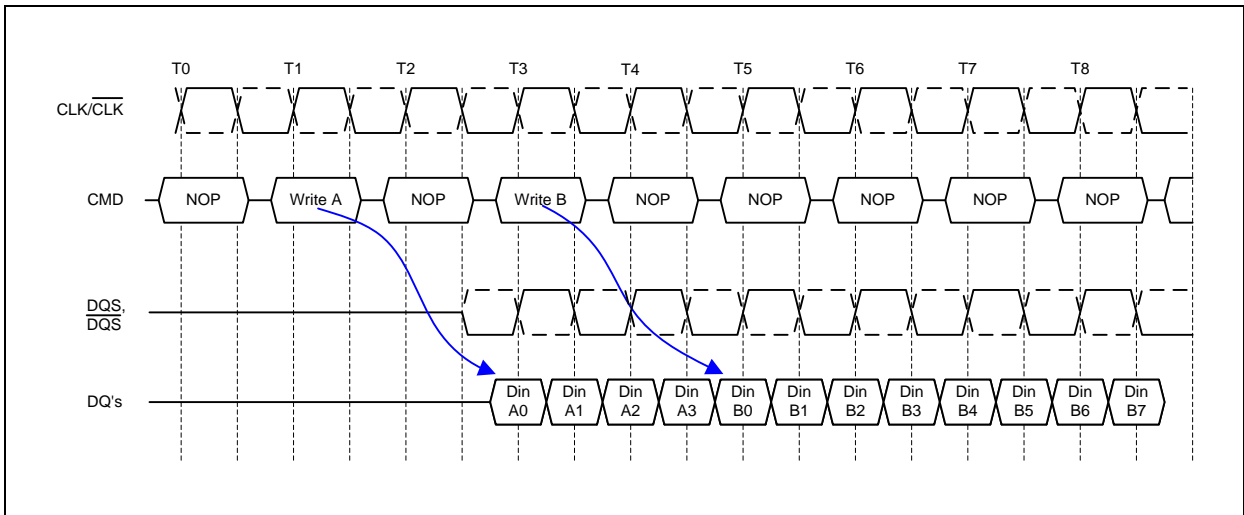 T0 T1 T2 T3 T4 T5 T6 T7 T8
CLK/CLK
CMD NOP Write A NOP Write B NOP NOP NOP NOP NOP
DQS,
DQS
DQ's
Din Din Din Din Din Din Din Din Din Din Din Din
A0 A1 A2 A3 B0 B1 B2 B3 B4 B5 B6 B7